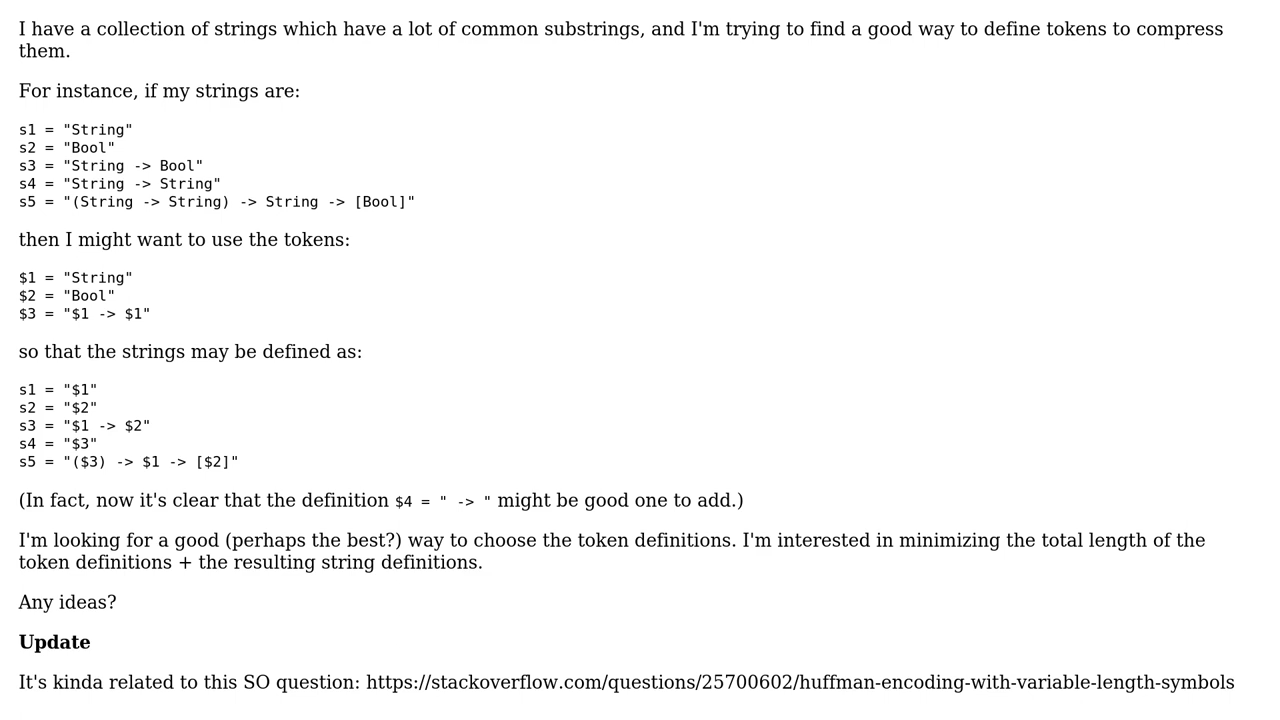 I have a collection of strings which have a lot of common substrings, and I'm trying to find a good way to define tokens to compress
them.
For instance, if my strings are:
s1 = "String"
s2 = "Bool"
s3 = "String -> Bool"
s4 = "String -> String"
s5 = "(String -> String) -> String -> [Bool]"
then I might want to use the tokens:
$1 = "String"
$2 = "Bool"
$3 = "$1 -> $1"
so that the strings may be defined as:
s1 = "$1"
s2 = "$2"
s3 = "$1 -> $2"
s4 = "$3"
s5 = "($3) -> $1 -> [$2]"
(In fact, now it's clear that the definition $4 = " -> " might be good one to add.)
I'm looking for a good (perhaps the best?) way to choose the token definitions. I'm interested in minimizing the total length of the
token definitions + the resulting string definitions.
Any ideas?
Update
It's kinda related to this SO question: https://stackoverflow.com/questions/25700602/huffman-encoding-with-variable-length-symbols